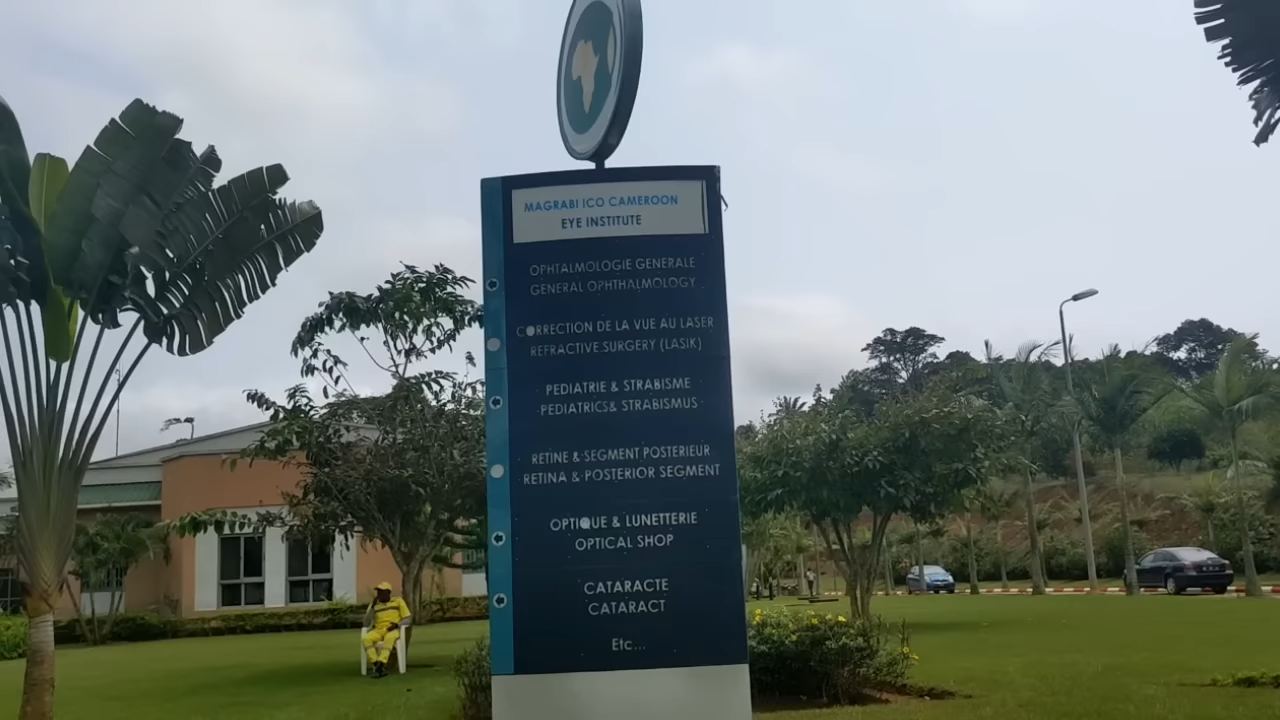 MAGRABI ICO CAMEROON
EYE INSTITUTE
OPHTALMOLOGIE GENERALE
GENERAL OPHTHALMOLOGY
CORRECTION DE LA VUE AU LASER
REFRACTIVE SURGERY (LASIK)
PEDIATRIE & STRABISME
PEDIATRICS& STRABISMUS
RETINE & SEGMENT POSTERIEUR
RETINA & POSTERIOR SEGMENT
OPTIQUE & LUNETTERIE
OPTICAL SHOP
CATARACTE
CATARACT
Etc...